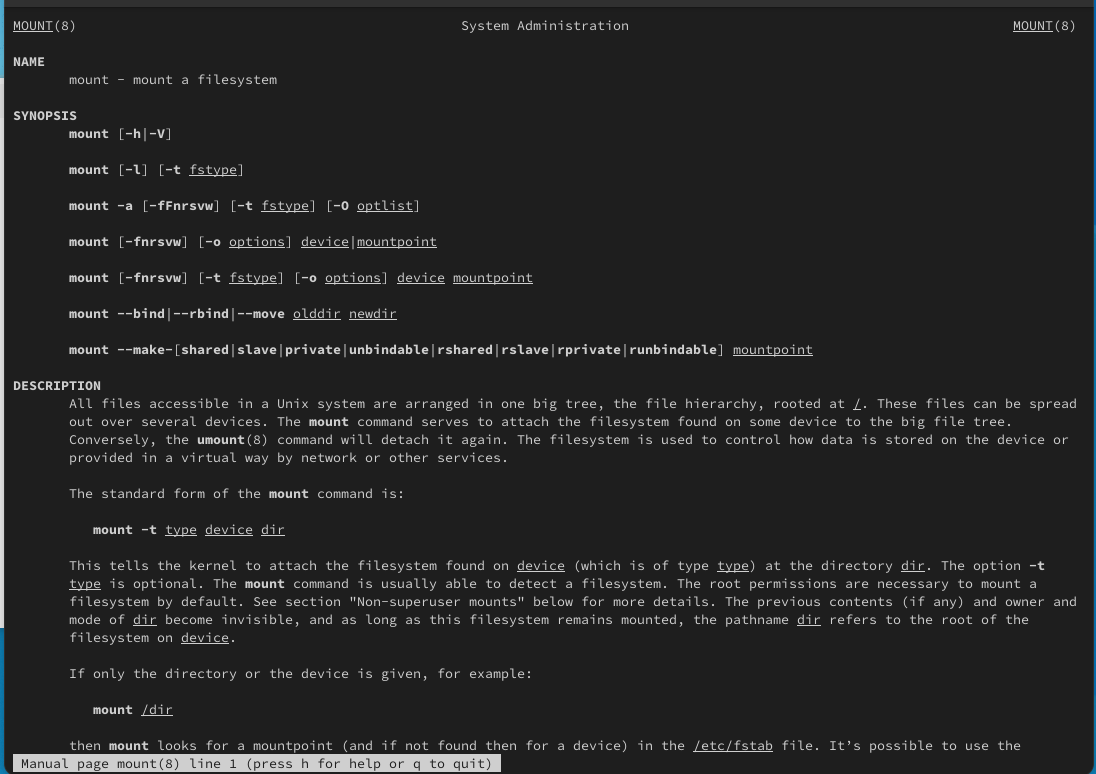 MOUNT(8) System Administration MOUNT(8)
NAME
mount - mount a filesystem
SYNOPSIS
mount [-h|-V]
mount [-l] [-t fstype]
mount -a [-fFnrsvw] [-t fstype] [-O optlist]
mount [-fnrsvw] [-o options] device|mountpoint
mount [-fnrsvw] [-t fstype] [-o options] device mountpoint
mount --bind|--rbind|--move olddir newdir
mount --make-[shared|slave|private|unbindable|rshared|rslave|rprivate|runbindable] mountpoint
DESCRIPTION
All files accessible in a Unix system are arranged in one big tree, the file hierarchy, rooted at /. These files can be spread
out over several devices. The mount command serves to attach the filesystem found on some device to the big file tree.
Conversely, the umount(8) command will detach it again. The filesystem is used to control how data is stored on the device or
provided in a virtual way by network or other services.
The standard form of the mount command is:
mount -t type device dir
This tells the kernel to attach the filesystem found on device (which is of type type) at the directory dir. The option -t
type is optional. The mount command is usually able to detect a filesystem. The root permissions are necessary to mount a
filesystem by default. See section "Non-superuser mounts" below for more details. The previous contents (if any) and owner and
mode of dir become invisible, and as long as this filesystem remains mounted, the pathname dir refers to the root of the
filesystem on device.
If only the directory or the device is given, for example:
mount /dir
then mount looks for a mountpoint (and if not found then for a device) in the /etc/fstab file. It’s possible to use the
Manual page mount(8) line 1 (press h for help or q to quit)